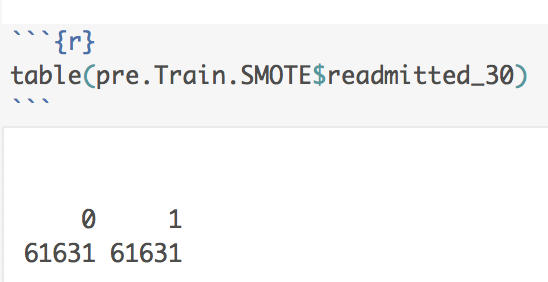 ```{r}
table(pre.Train.SMOTE$readmitted_30)
```
0 1
61631 61631